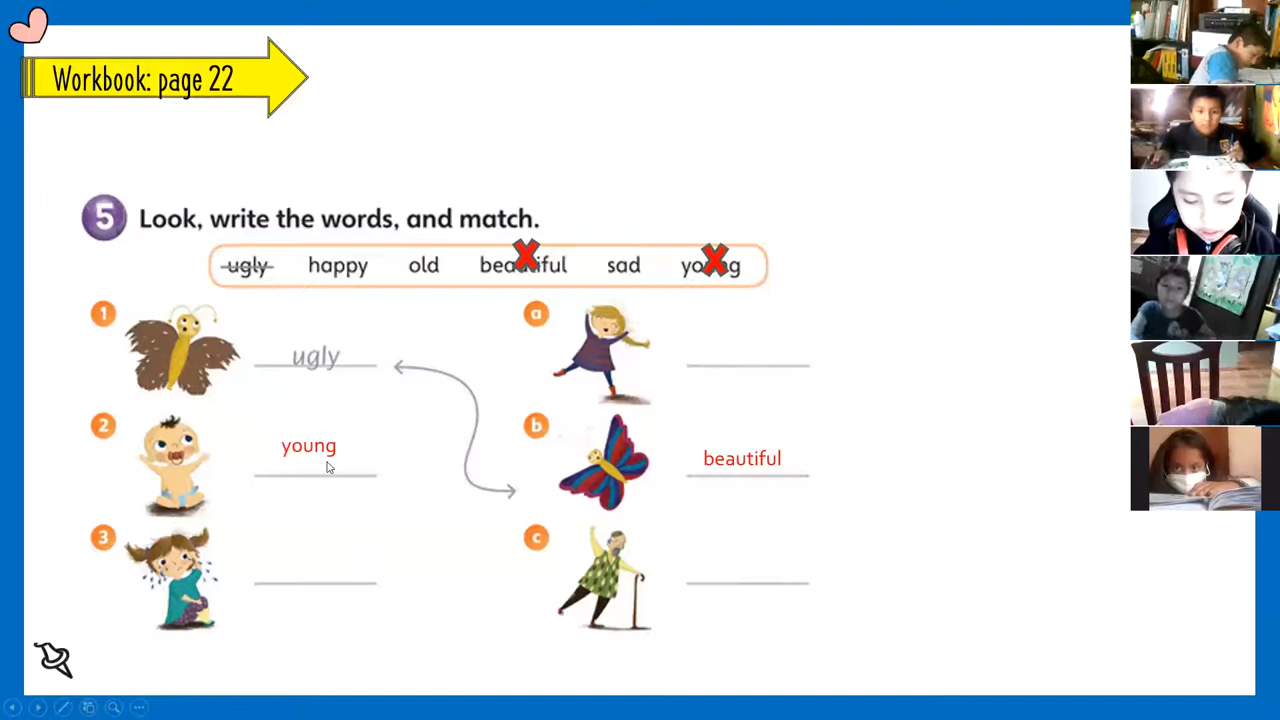 Workbook: page 22
5 Look, write the words, and match.
ugly happy old beautiful sad young
1 ugly a
2 young b beautiful
3 c